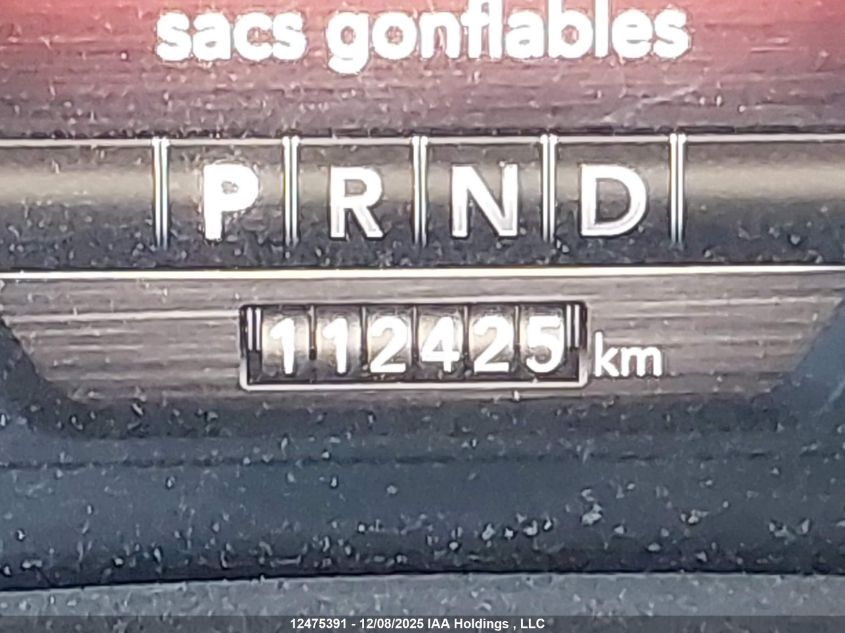 sacs gonflables
P R N D
112425 km
12475391 - 12/08/2025 IAA Holdings , LLC